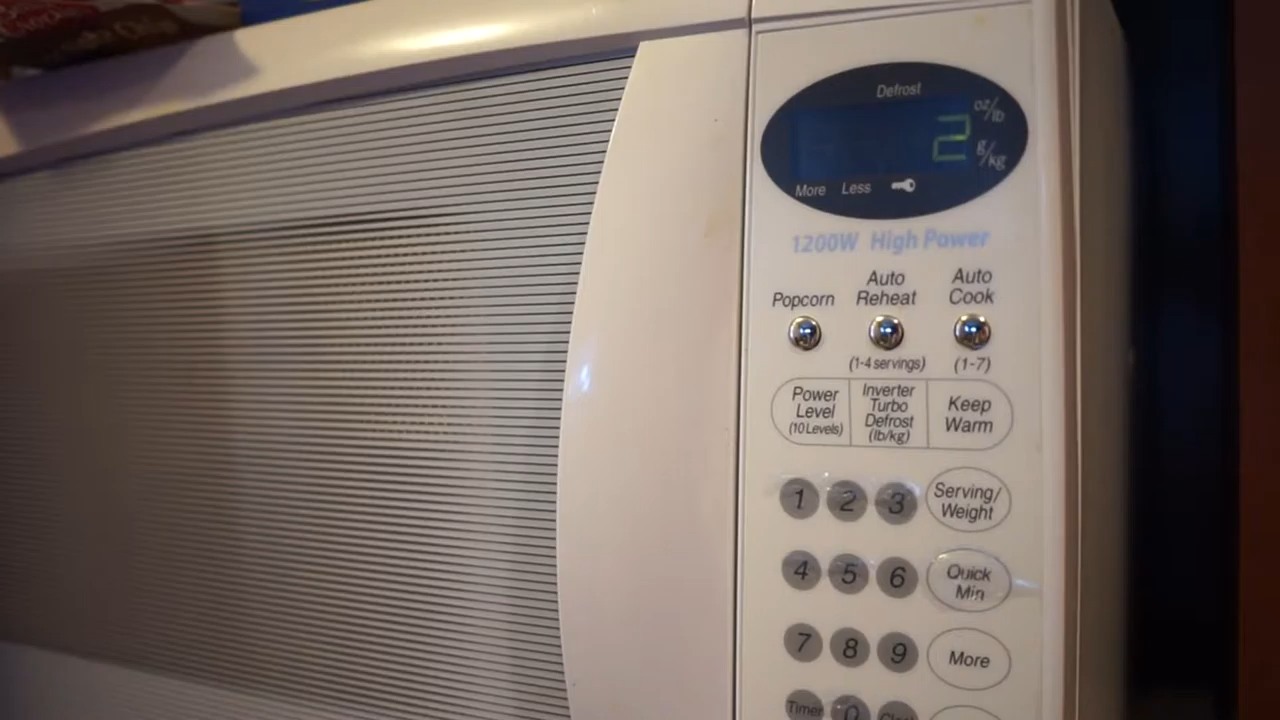 Defrost
oz/lb
2
g/kg
More Less
1200W High Power
Popcorn
Auto
Reheat
Auto
Cook
(1-4 servings)
(1-7)
Power
Level
(10 Levels)
Inverter
Turbo
Defrost
(lb/kg)
Keep
Warm
1 2 3
Serving/
Weight
4 5 6
Quick
Min
7 8 9
More
Timer 0